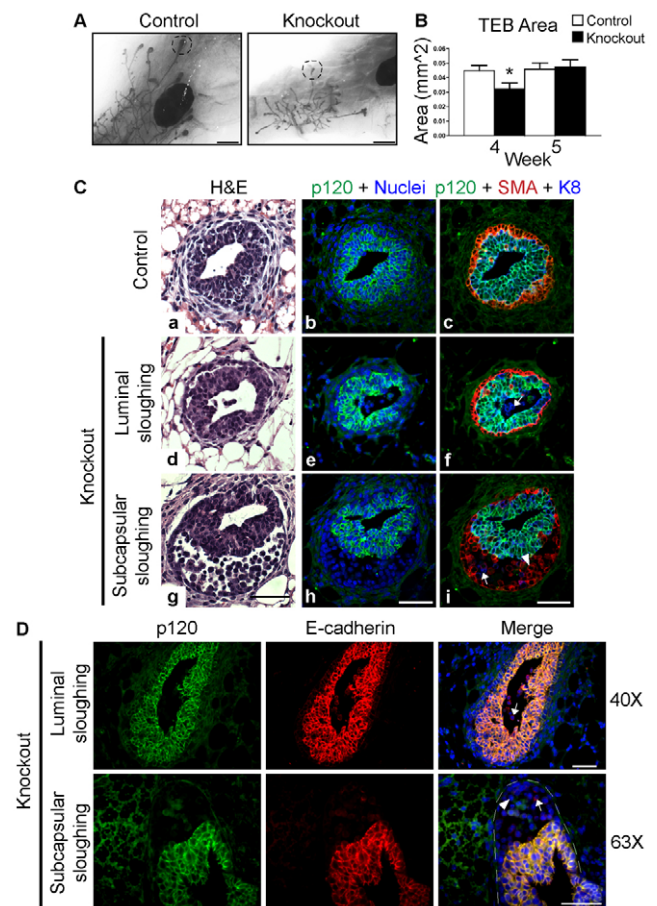 A
Control
Knockout
B
TEB Area
Control
Knockout
Area (mm^2)
0.06
0.05
0.04
0.03
0.02
0.01
0.00
*
4
5
Week
C
H&E
p120 + Nuclei
p120 + SMA + K8
Control
a
b
c
Knockout
Luminal
sloughing
d
e
f
Subcapsular
sloughing
g
h
i
D
p120
E-cadherin
Merge
Knockout
Luminal
sloughing
40X
Subcapsular
sloughing
63X